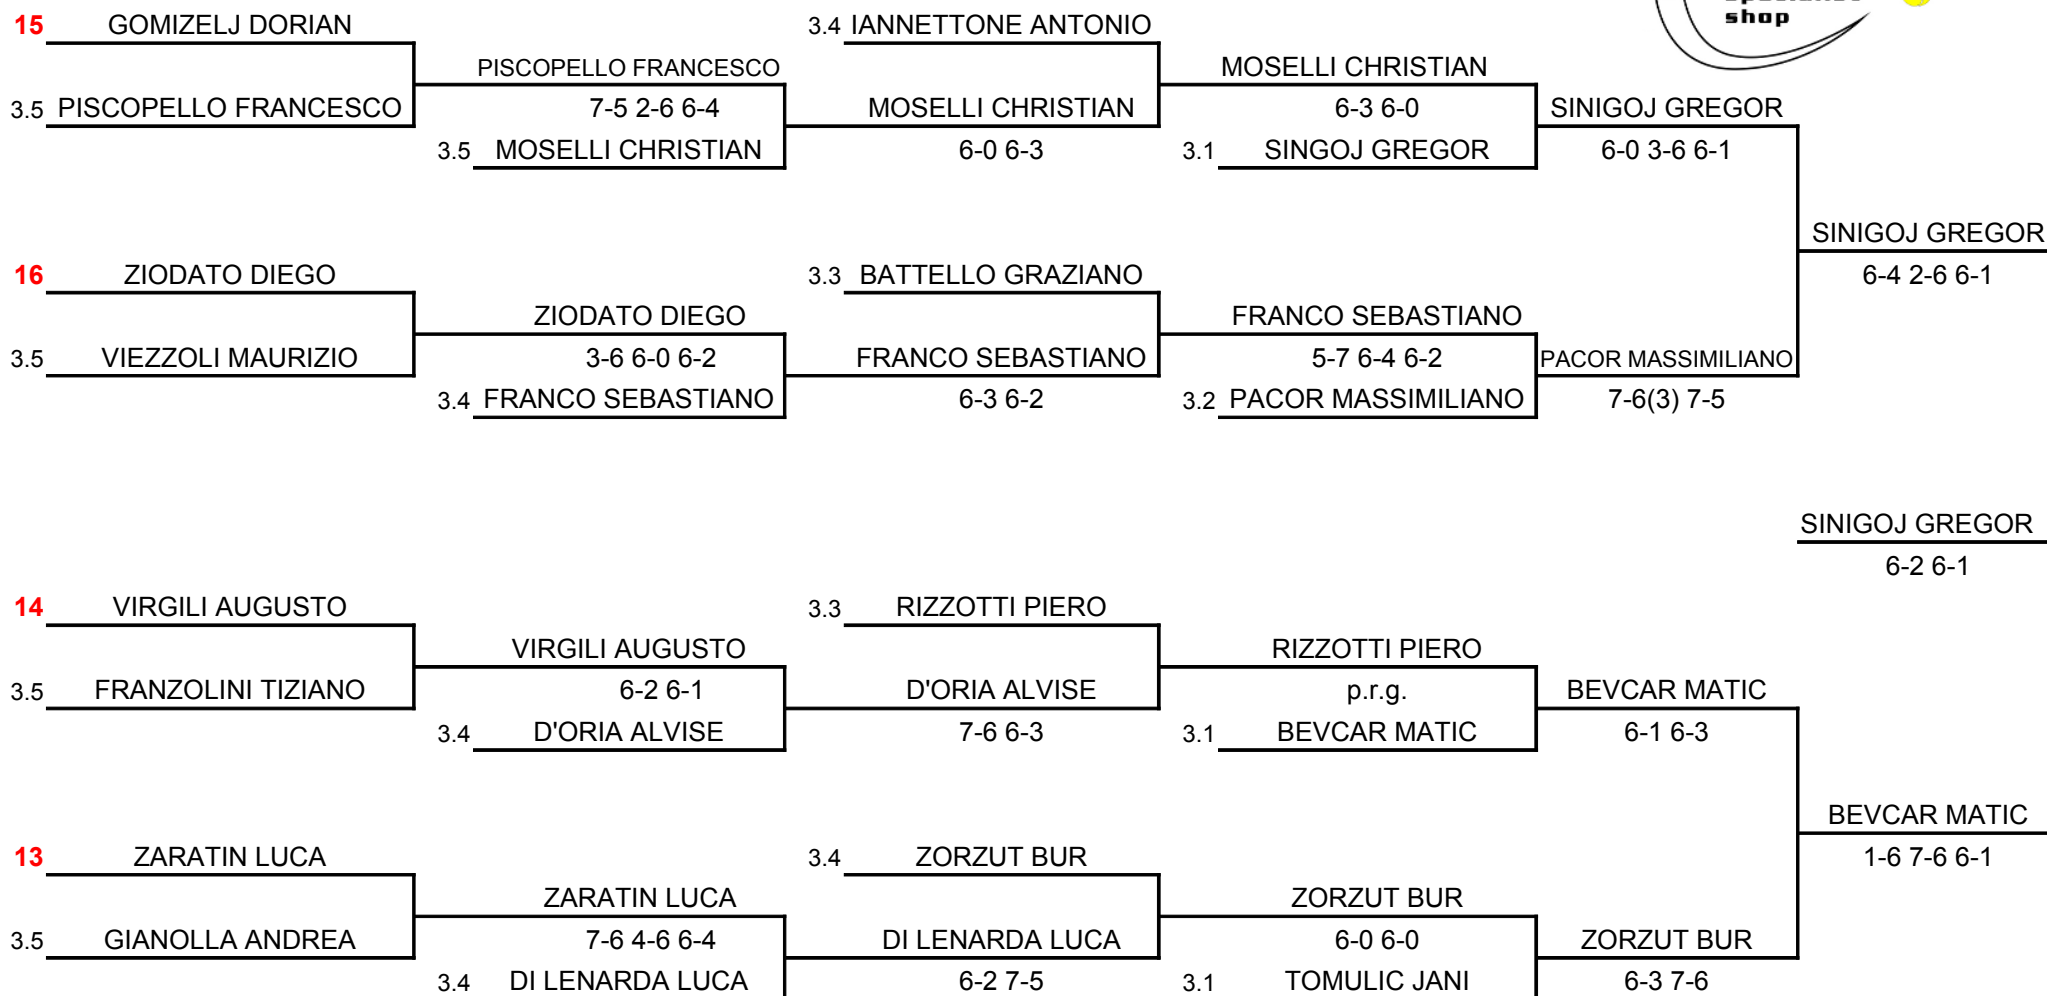 shop
15 GOMIZELJ DORIAN 3.4 IANNETTONE ANTONIO
PISCOPELLO FRANCESCO MOSELLI CHRISTIAN
3.5 PISCOPELLO FRANCESCO 7-5 2-6 6-4 MOSELLI CHRISTIAN 6-3 6-0 SINIGOJ GREGOR
3.5 MOSELLI CHRISTIAN 6-0 6-3 3.1 SINGOJ GREGOR 6-0 3-6 6-1
SINIGOJ GREGOR
16 ZIODATO DIEGO 3.3 BATTELLO GRAZIANO 6-4 2-6 6-1
ZIODATO DIEGO FRANCO SEBASTIANO
3.5 VIEZZOLI MAURIZIO 3-6 6-0 6-2 FRANCO SEBASTIANO 5-7 6-4 6-2 PACOR MASSIMILIANO
3.4 FRANCO SEBASTIANO 6-3 6-2 3.2 PACOR MASSIMILIANO 7-6(3) 7-5
SINIGOJ GREGOR
6-2 6-1
14 VIRGILI AUGUSTO 3.3 RIZZOTTI PIERO
VIRGILI AUGUSTO RIZZOTTI PIERO
3.5 FRANZOLINI TIZIANO 6-2 6-1 D'ORIA ALVISE p.r.g. BEVCAR MATIC
3.4 D'ORIA ALVISE 7-6 6-3 3.1 BEVCAR MATIC 6-1 6-3
BEVCAR MATIC
13 ZARATIN LUCA 3.4 ZORZUT BUR 1-6 7-6 6-1
ZARATIN LUCA ZORZUT BUR
3.5 GIANOLLA ANDREA 7-6 4-6 6-4 DI LENARDA LUCA 6-0 6-0 ZORZUT BUR
3.4 DI LENARDA LUCA 6-2 7-5 3.1 TOMULIC JANI 6-3 7-6